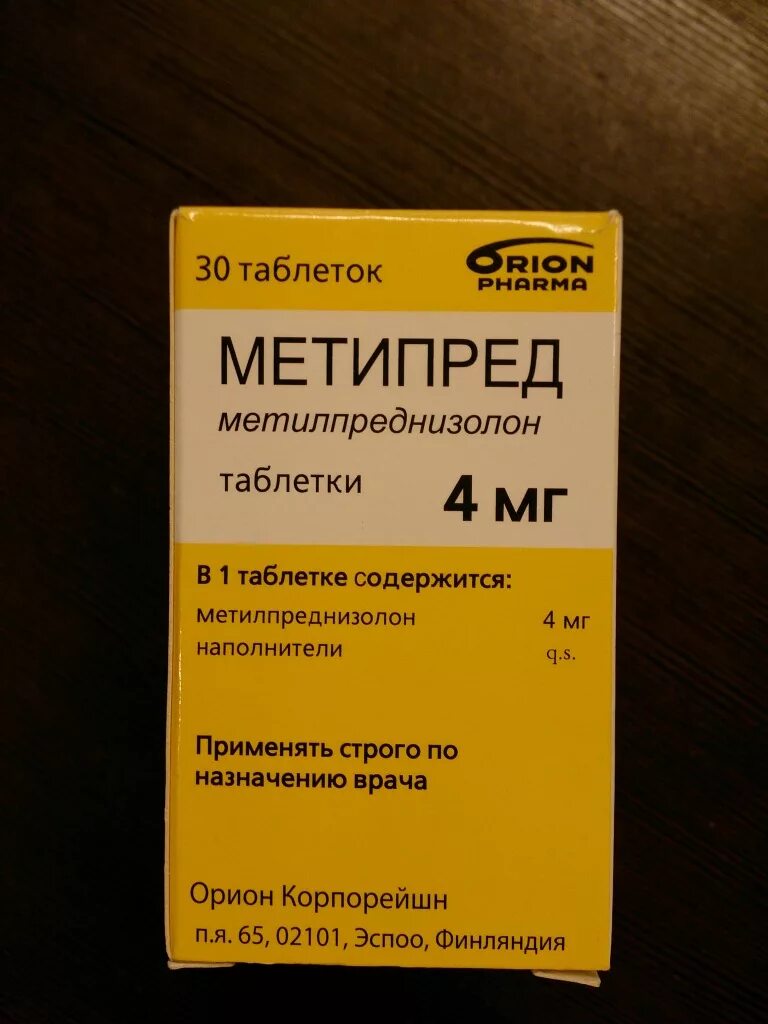 30 таблеток
ORION
PHARMA
МЕТИПРЕД
метилпреднизолон
таблетки 4 мг
В 1 таблетке содержится:
метилпреднизолон 4 мг
наполнители q.s.
Применять строго по
назначению врача
Орион Корпорейшн
п.я. 65, 02101, Эспоо, Финляндия